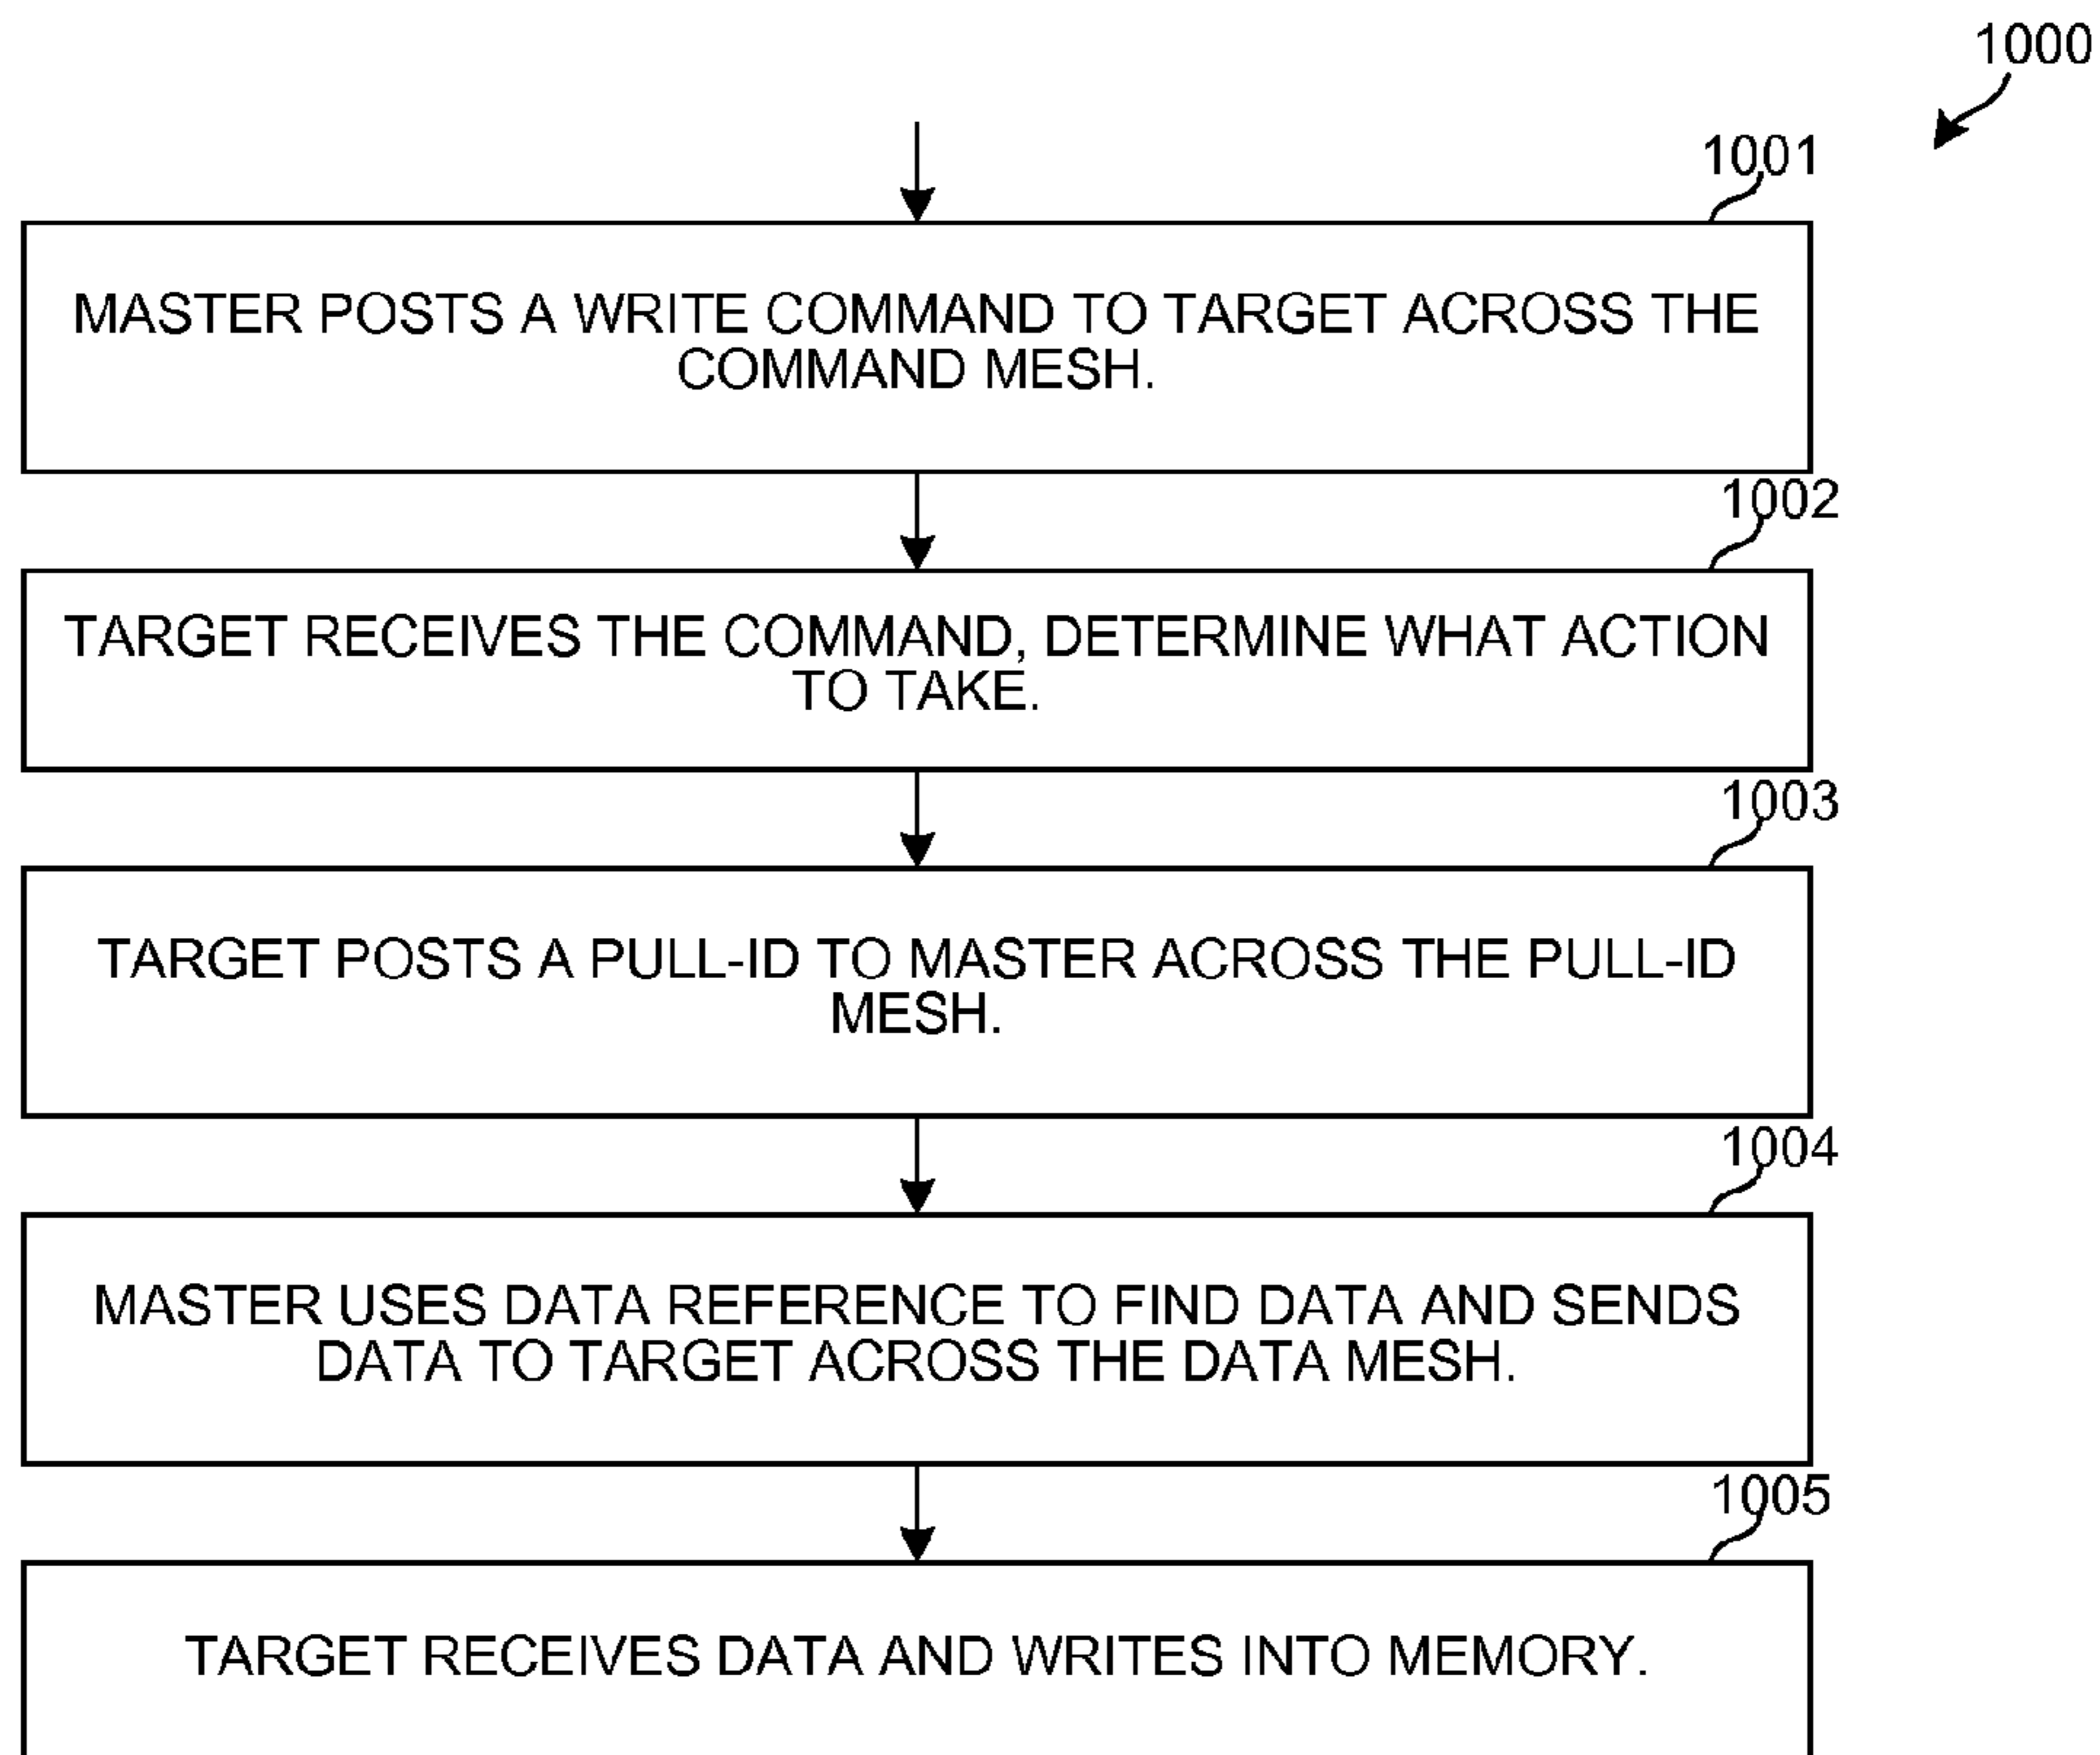 1000
1001
MASTER POSTS A WRITE COMMAND TO TARGET ACROSS THE
COMMAND MESH.
1002
TARGET RECEIVES THE COMMAND, DETERMINE WHAT ACTION
TO TAKE.
1003
TARGET POSTS A PULL-ID TO MASTER ACROSS THE PULL-ID
MESH.
1004
MASTER USES DATA REFERENCE TO FIND DATA AND SENDS
DATA TO TARGET ACROSS THE DATA MESH.
1005
TARGET RECEIVES DATA AND WRITES INTO MEMORY.